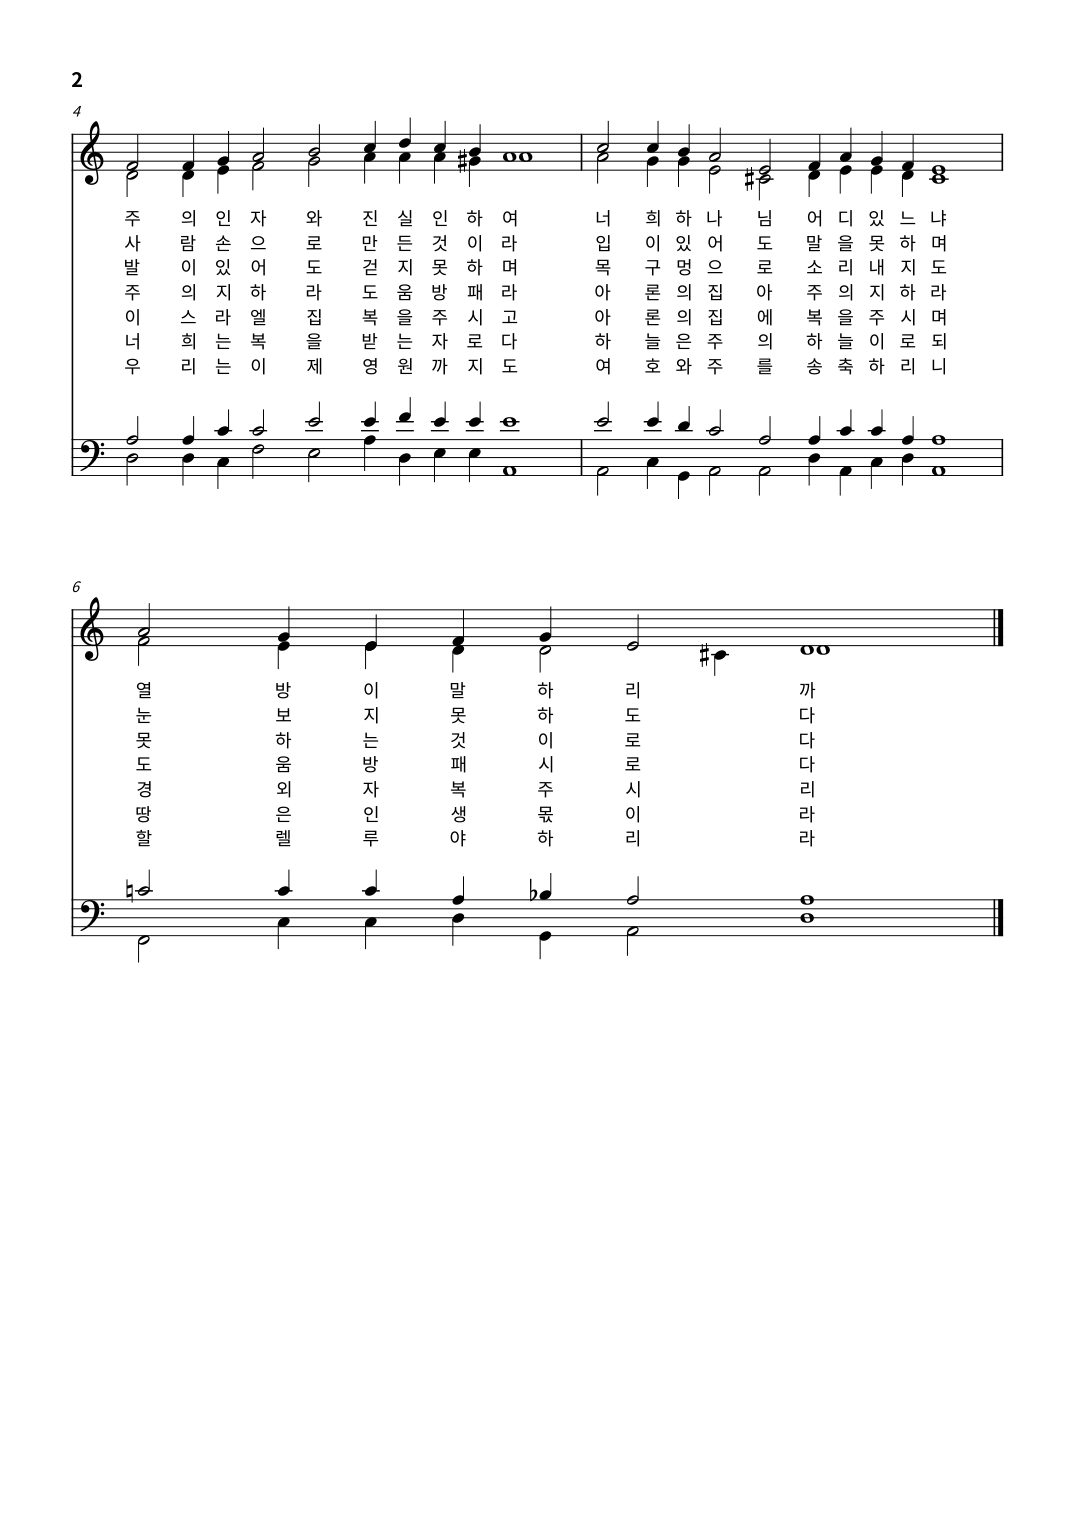 2
4
주 의 인 자 와 진 실 인 하 여 너 희 하 나 님 어 디 있 느 냐
사 람 손 으 로 만 든 것 이 라 입 이 있 어 도 말 을 못 하 며
발 이 있 어 도 걷 지 못 하 며 목 구 멍 으 로 소 리 내 지 도
주 의 지 하 라 도 움 방 패 라 아 론 의 집 아 주 의 지 하 라
이 스 라 엘 집 복 을 주 시 고 아 론 의 집 에 복 을 주 시 며
너 희 는 복 을 받 는 자 로 다 하 늘 은 주 의 하 늘 이 로 되
우 리 는 이 제 영 원 까 지 도 여 호 와 주 를 송 축 하 리 니
6
열 방 이 말 하 리 까
눈 보 지 못 하 도 다
못 하 는 것 이 로 다
도 움 방 패 시 로 다
경 외 자 복 주 시 리
땅 은 인 생 몫 이 라
할 렐 루 야 하 리 라